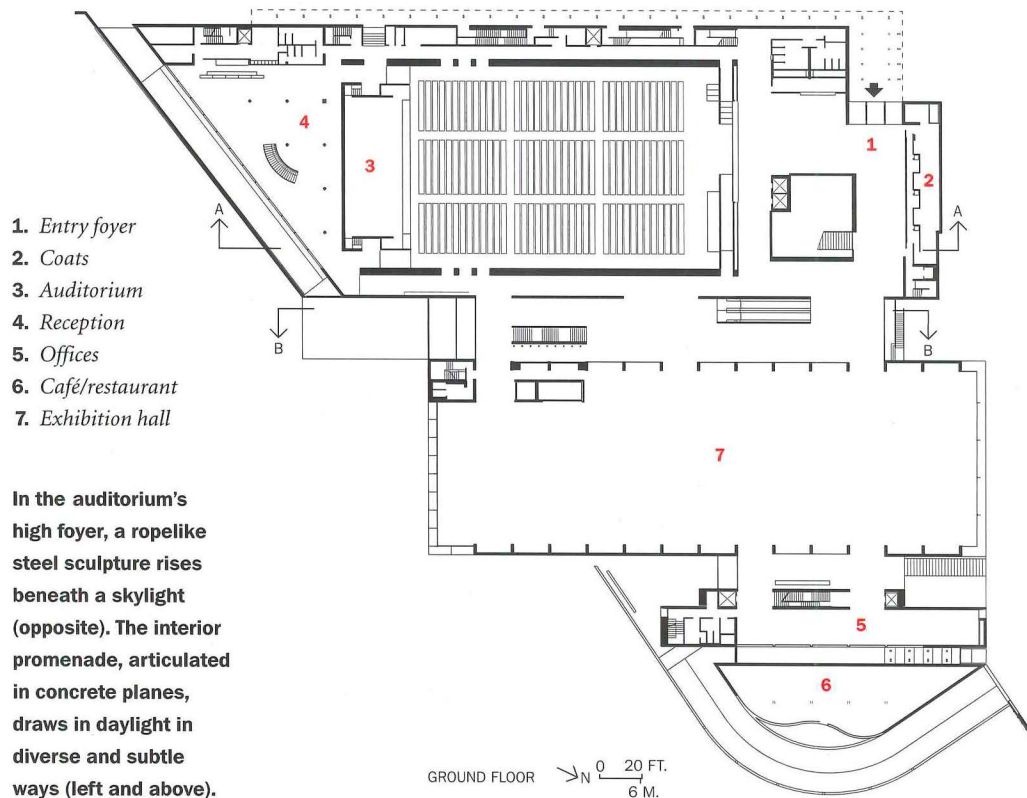 1. Entry foyer
2. Coats
3. Auditorium
4. Reception
5. Offices
6. Café/restaurant
7. Exhibition hall
In the auditorium’s
high foyer, a ropelike
steel sculpture rises
beneath a skylight
(opposite). The interior
promenade, articulated
in concrete planes,
draws in daylight in
diverse and subtle
ways (left and above).
4
3
1
2
A
A
B
B
7
5
6
GROUND FLOOR N 0 20 FT.
6 M.